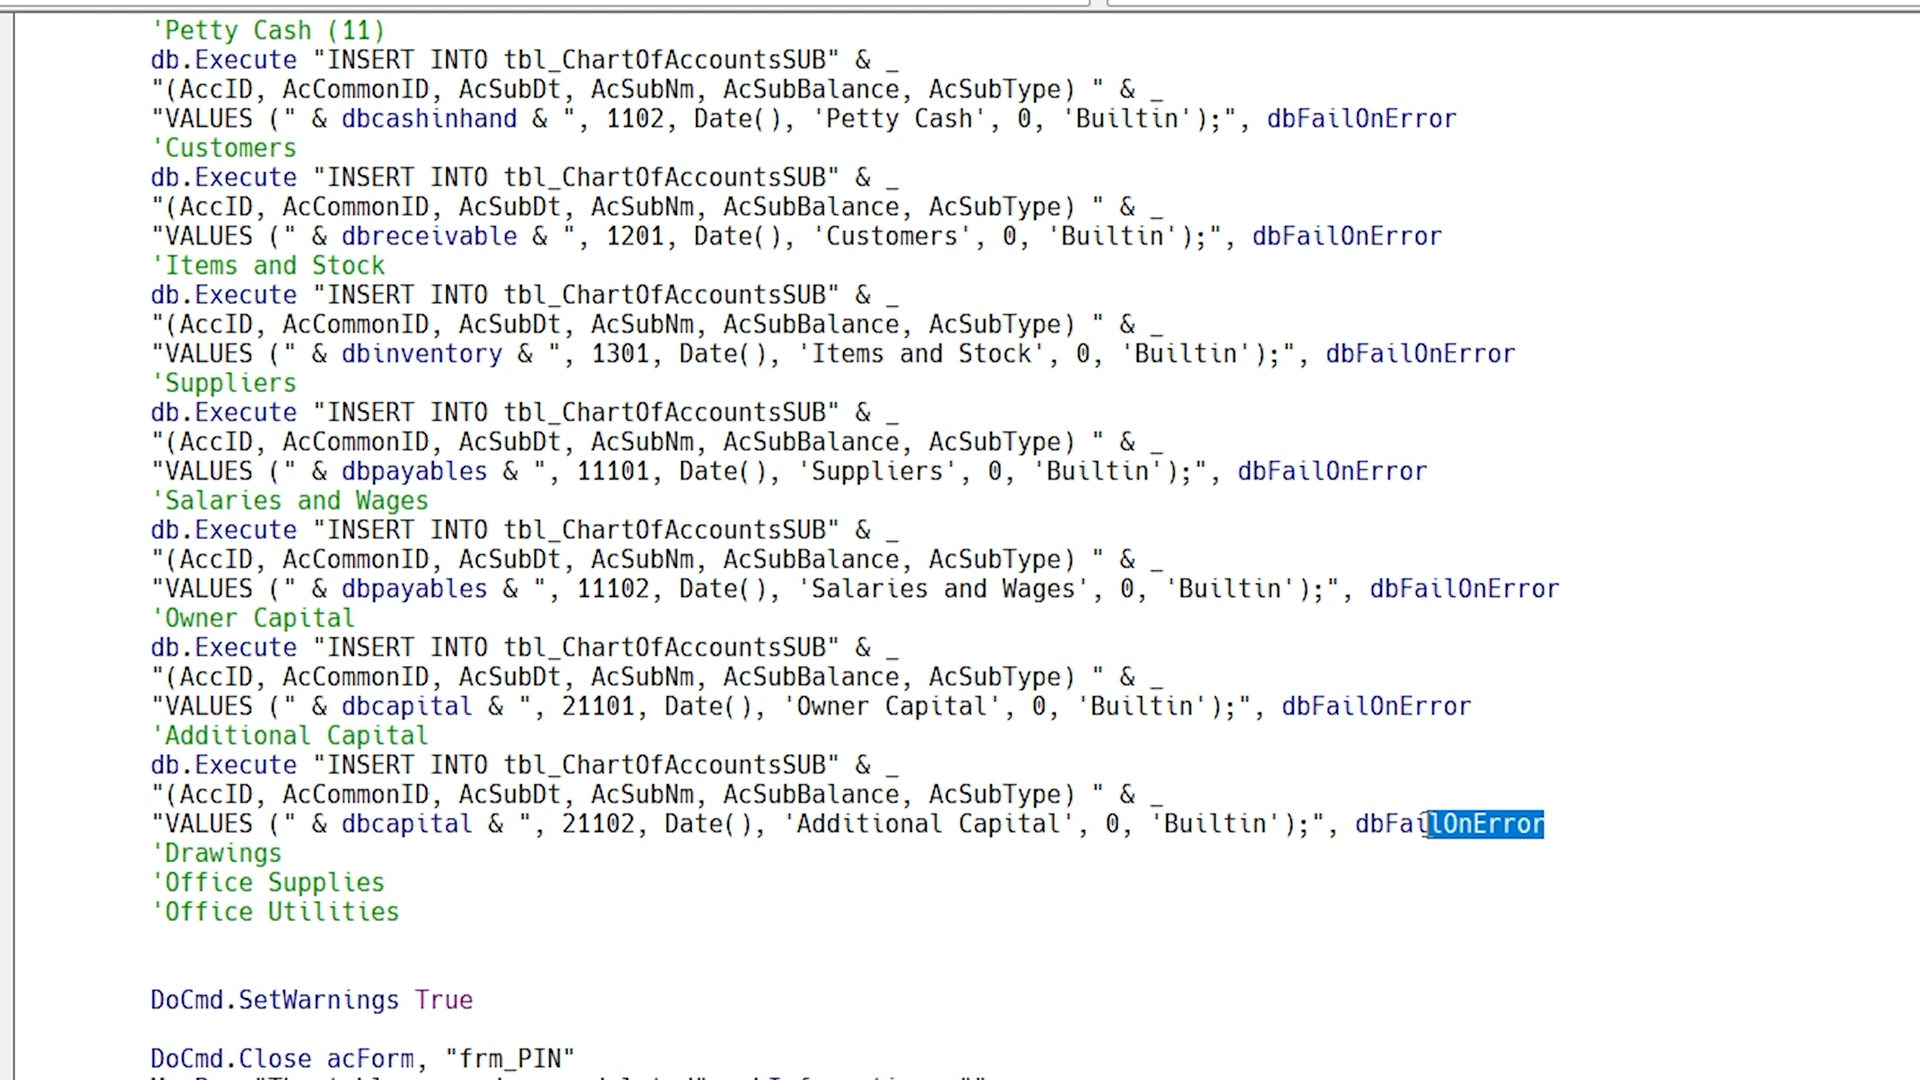 'Petty Cash (11)
db.Execute "INSERT INTO tbl_ChartOfAccountsSUB" & _
"(AccID, AcCommonID, AcSubDt, AcSubNm, AcSubBalance, AcSubType) " & _
"VALUES (" & dbcashinhand & ", 1102, Date(), 'Petty Cash', 0, 'Builtin');", dbFailOnError
'Customers
db.Execute "INSERT INTO tbl_ChartOfAccountsSUB" & _
"(AccID, AcCommonID, AcSubDt, AcSubNm, AcSubBalance, AcSubType) " & _
"VALUES (" & dbreceivable & ", 1201, Date(), 'Customers', 0, 'Builtin');", dbFailOnError
'Items and Stock
db.Execute "INSERT INTO tbl_ChartOfAccountsSUB" & _
"(AccID, AcCommonID, AcSubDt, AcSubNm, AcSubBalance, AcSubType) " & _
"VALUES (" & dbinventory & ", 1301, Date(), 'Items and Stock', 0, 'Builtin');", dbFailOnError
'Suppliers
db.Execute "INSERT INTO tbl_ChartOfAccountsSUB" & _
"(AccID, AcCommonID, AcSubDt, AcSubNm, AcSubBalance, AcSubType) " & _
"VALUES (" & dbpayables & ", 11101, Date(), 'Suppliers', 0, 'Builtin');", dbFailOnError
'Salaries and Wages
db.Execute "INSERT INTO tbl_ChartOfAccountsSUB" & _
"(AccID, AcCommonID, AcSubDt, AcSubNm, AcSubBalance, AcSubType) " & _
"VALUES (" & dbpayables & ", 11102, Date(), 'Salaries and Wages', 0, 'Builtin');", dbFailOnError
'Owner Capital
db.Execute "INSERT INTO tbl_ChartOfAccountsSUB" & _
"(AccID, AcCommonID, AcSubDt, AcSubNm, AcSubBalance, AcSubType) " & _
"VALUES (" & dbcapital & ", 21101, Date(), 'Owner Capital', 0, 'Builtin');", dbFailOnError
'Additional Capital
db.Execute "INSERT INTO tbl_ChartOfAccountsSUB" & _
"(AccID, AcCommonID, AcSubDt, AcSubNm, AcSubBalance, AcSubType) " & _
"VALUES (" & dbcapital & ", 21102, Date(), 'Additional Capital', 0, 'Builtin');", dbFailOnError
'Drawings
'Office Supplies
'Office Utilities
DoCmd.SetWarnings True
DoCmd.Close acForm, "frm_PIN"